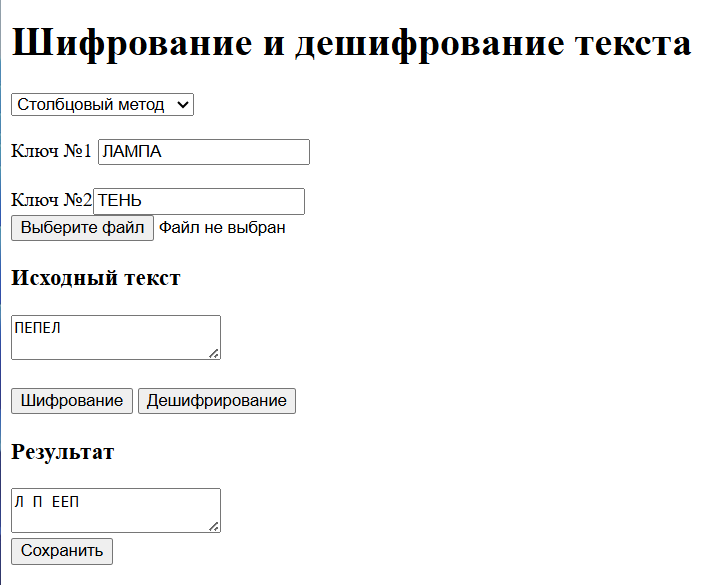 Шифрование и дешифрование текста
Столбцовый метод
Ключ №1 ЛАМПА
Ключ №2 ТЕНЬ
Выберите файл Файл не выбран
Исходный текст
ПЕПЕЛ
Шифрование Дешифрирование
Результат
Л П ЕЕП
Сохранить